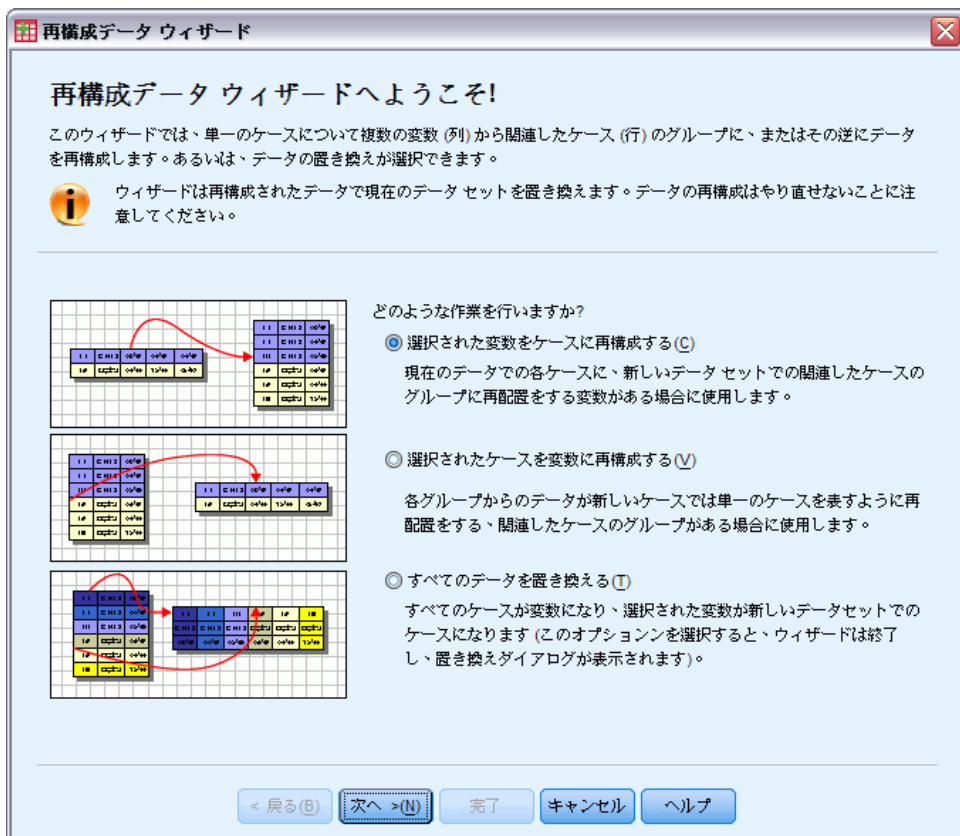 再構成データ ウィザード
再構成データ ウィザードへようこそ!
このウィザードでは、単一のケースについて複数の変数 (列) から関連したケース (行) のグループに、またはその逆にデータ
を再構成します。あるいは、データの置き換えが選択できます。
ウィザードは再構成されたデータで現在のデータ セットを置き換えます。データの再構成はやり直せないことに注
意してください。
どのような作業を行いますか?
選択された変数をケースに再構成する(C)
現在のデータでの各ケースに、新しいデータ セットでの関連したケースの
グループに再配置をする変数がある場合に使用します。
選択されたケースを変数に再構成する(V)
各グループからのデータが新しいケースでは単一のケースを表すように再
配置をする、関連したケースのグループがある場合に使用します。
すべてのデータを置き換える(T)
すべてのケースが変数になり、選択された変数が新しいデータセットでの
ケースになります (このオプションンを選択すると、ウィザードは終了
し、置き換えダイアログが表示されます)。
< 戻る(B)
次へ >(N)
完了
キャンセル
ヘルプ